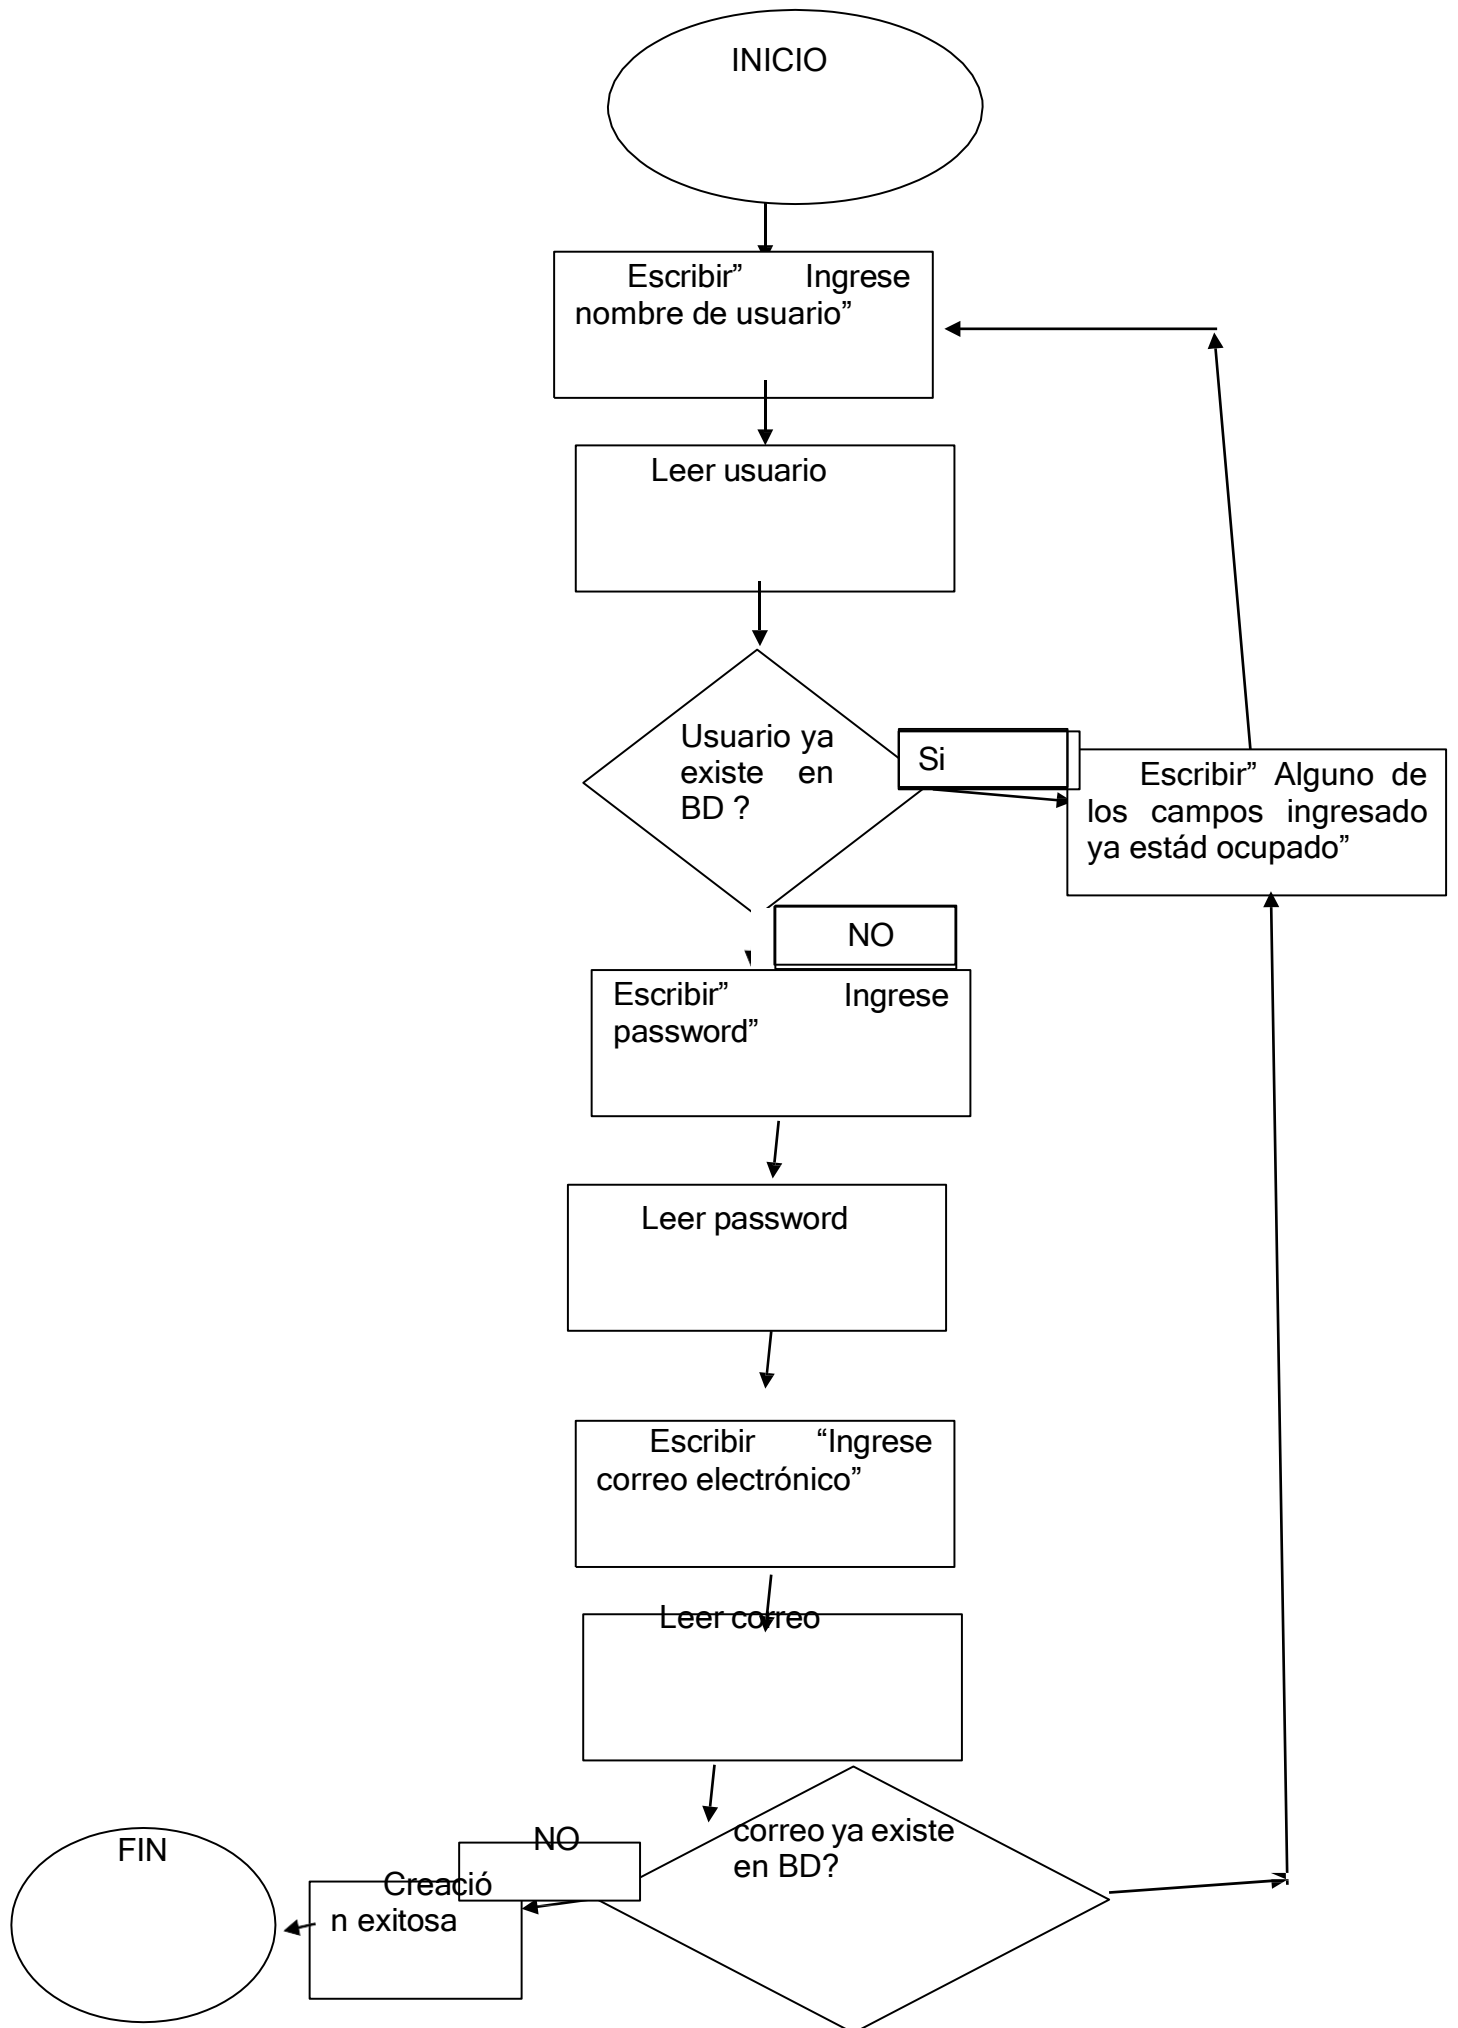 INICIO
Escribir” Ingrese
nombre de usuario”
Leer usuario
Usuario ya
existe en
BD ?
Si
Escribir” Alguno de
los campos ingresado
ya estád ocupado”
NO
Escribir” Ingrese
password”
Leer password
Escribir “Ingrese
correo electrónico”
Leer correo
correo ya existe
en BD?
NO
Creació
n exitosa
FIN